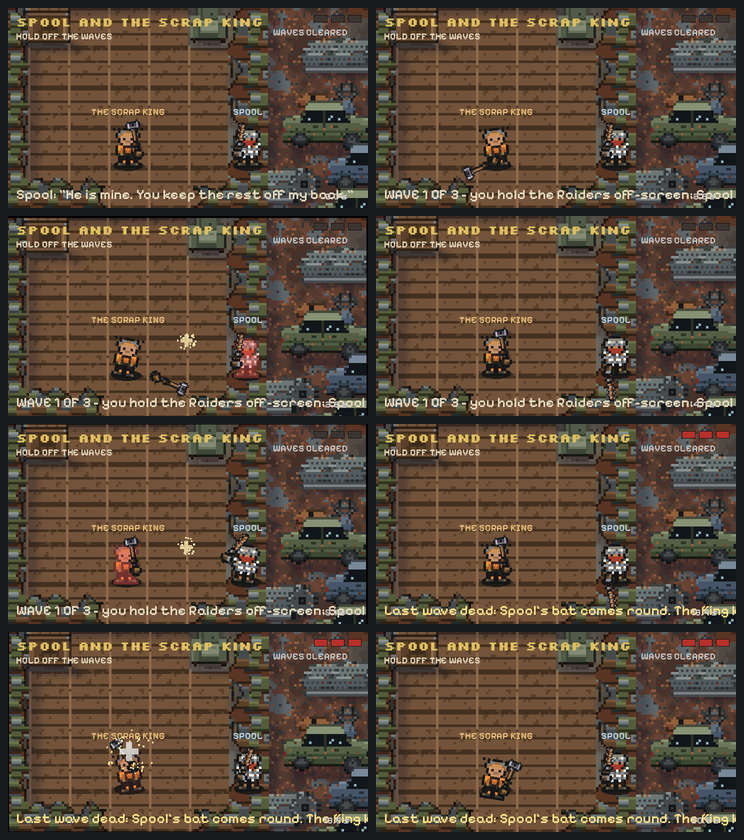 SPOOL AND THE SCRAP KING
HOLD OFF THE WAVES
WAVES CLEARED
THE SCRAP KING
SPOOL
Spool: "He is mine. You keep the rest off my back."
SPOOL AND THE SCRAP KING
HOLD OFF THE WAVES
WAVES CLEARED
THE SCRAP KING
SPOOL
WAVE 1 OF 3 - you hold the Raiders off-screen: Spool
SPOOL AND THE SCRAP KING
HOLD OFF THE WAVES
WAVES CLEARED
THE SCRAP KING
SPOOL
WAVE 1 OF 3 - you hold the Raiders off-screen: Spool
SPOOL AND THE SCRAP KING
HOLD OFF THE WAVES
WAVES CLEARED
THE SCRAP KING
SPOOL
WAVE 1 OF 3 - you hold the Raiders off-screen: Spool
SPOOL AND THE SCRAP KING
HOLD OFF THE WAVES
WAVES CLEARED
THE SCRAP KING
SPOOL
WAVE 1 OF 3 - you hold the Raiders off-screen: Spool
SPOOL AND THE SCRAP KING
HOLD OFF THE WAVES
WAVES CLEARED
THE SCRAP KING
SPOOL
Last wave dead: Spool's bat comes round. The King k
SPOOL AND THE SCRAP KING
HOLD OFF THE WAVES
WAVES CLEARED
THE SCRAP KING
SPOOL
Last wave dead: Spool's bat comes round. The King k
SPOOL AND THE SCRAP KING
HOLD OFF THE WAVES
WAVES CLEARED
THE SCRAP KING
SPOOL
Last wave dead: Spool's bat comes round. The King k